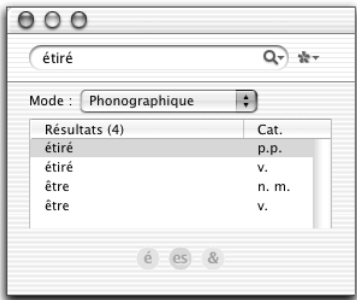 étiré
Mode : Phonographique
Résultats (4) Cat.
étiré p.p.
étiré v.
être n. m.
être v.
é es &